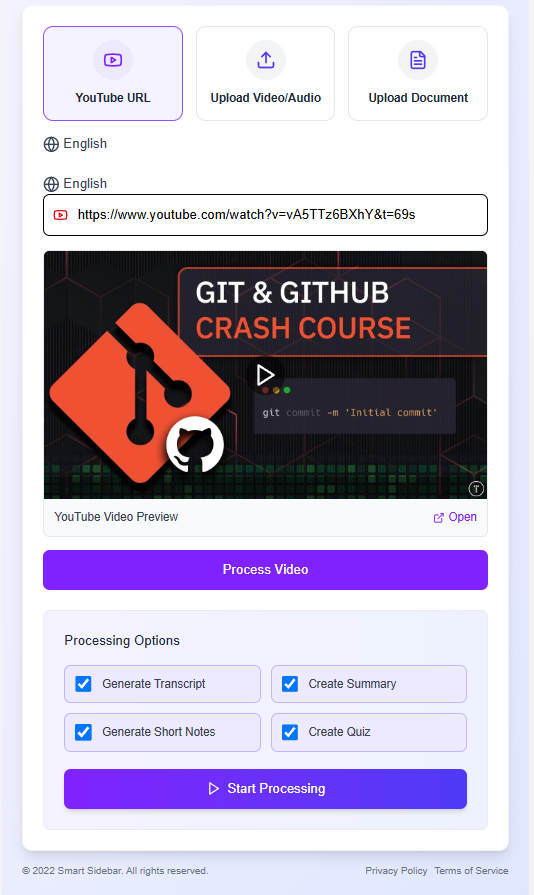 YouTube URL
Upload Video/Audio
Upload Document
English
English
https://www.youtube.com/watch?v=vA5TTz6BXhY&t=69s
GIT & GITHUB
CRASH COURSE
git commit -m 'Initial commit'
T
YouTube Video Preview
Open
Process Video
Processing Options
Generate Transcript
Create Summary
Generate Short Notes
Create Quiz
Start Processing
© 2022 Smart Sidebar. All rights reserved.
Privacy Policy Terms of Service